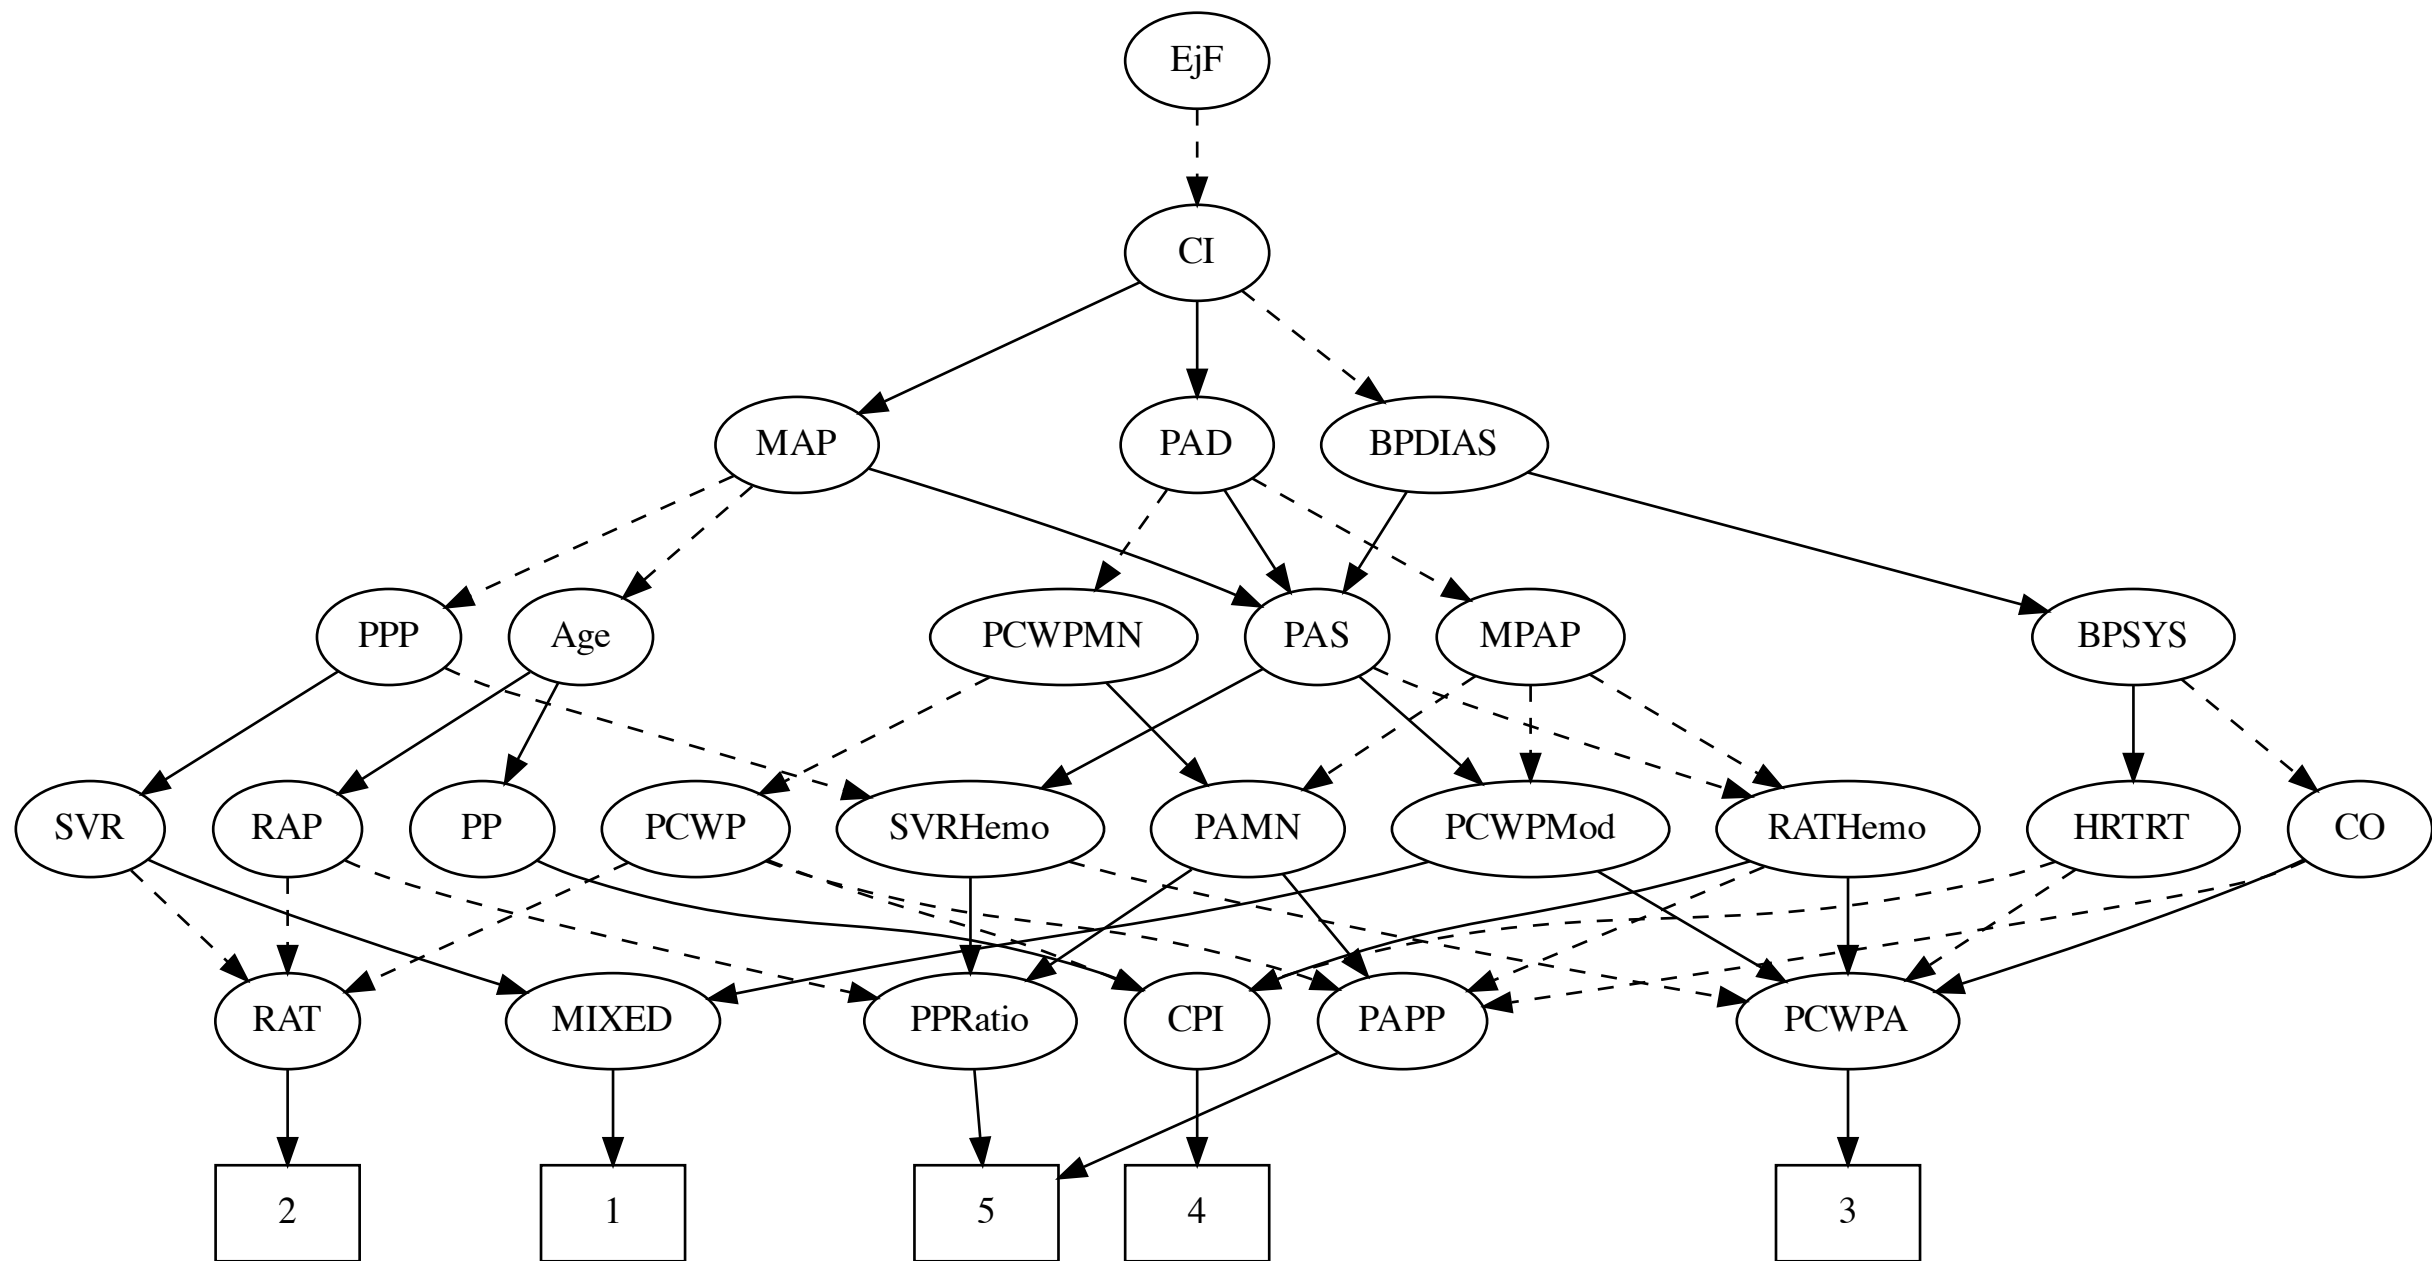 EjF
CI
MAP
PAD
BPDIAS
PPP
Age
PCWPMN
PAS
MPAP
BPSYS
SVR
RAP
PP
PCWP
SVRHemo
PAMN
PCWPMod
RATHemo
HRTRT
CO
RAT
MIXED
PPRatio
CPI
PAPP
PCWPA
2
1
5
4
3